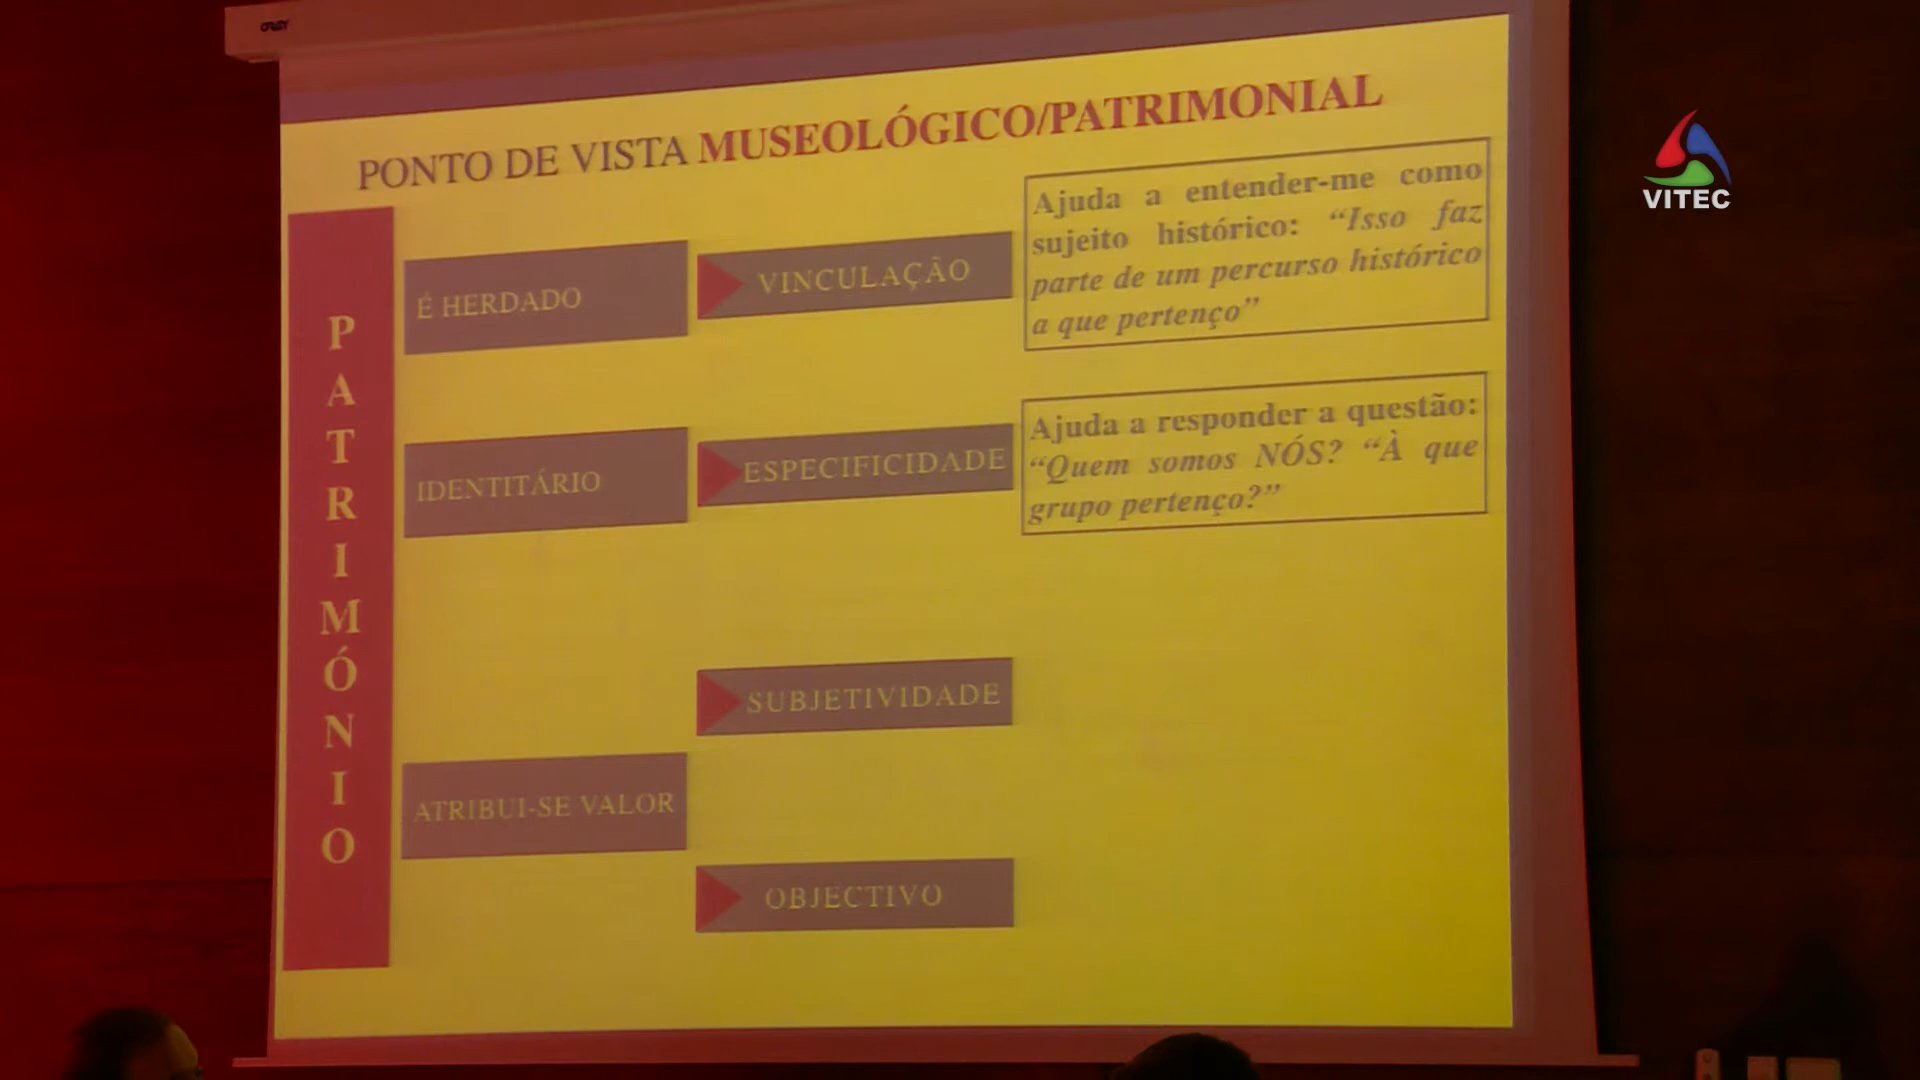 PONTO DE VISTA MUSEOLÓGICO/PATRIMONIAL
PATRIMÓNIO
É HERDADO
VINCULAÇÃO
Ajuda a entender-me como
sujeito histórico: “Isso faz
parte de um percurso histórico
a que pertenço”
IDENTITÁRIO
ESPECIFICIDADE
Ajuda a responder a questão:
“Quem somos NÓS? “À que
grupo pertenço?”
SUBJETIVIDADE
ATRIBUI-SE VALOR
OBJECTIVO
VITEC